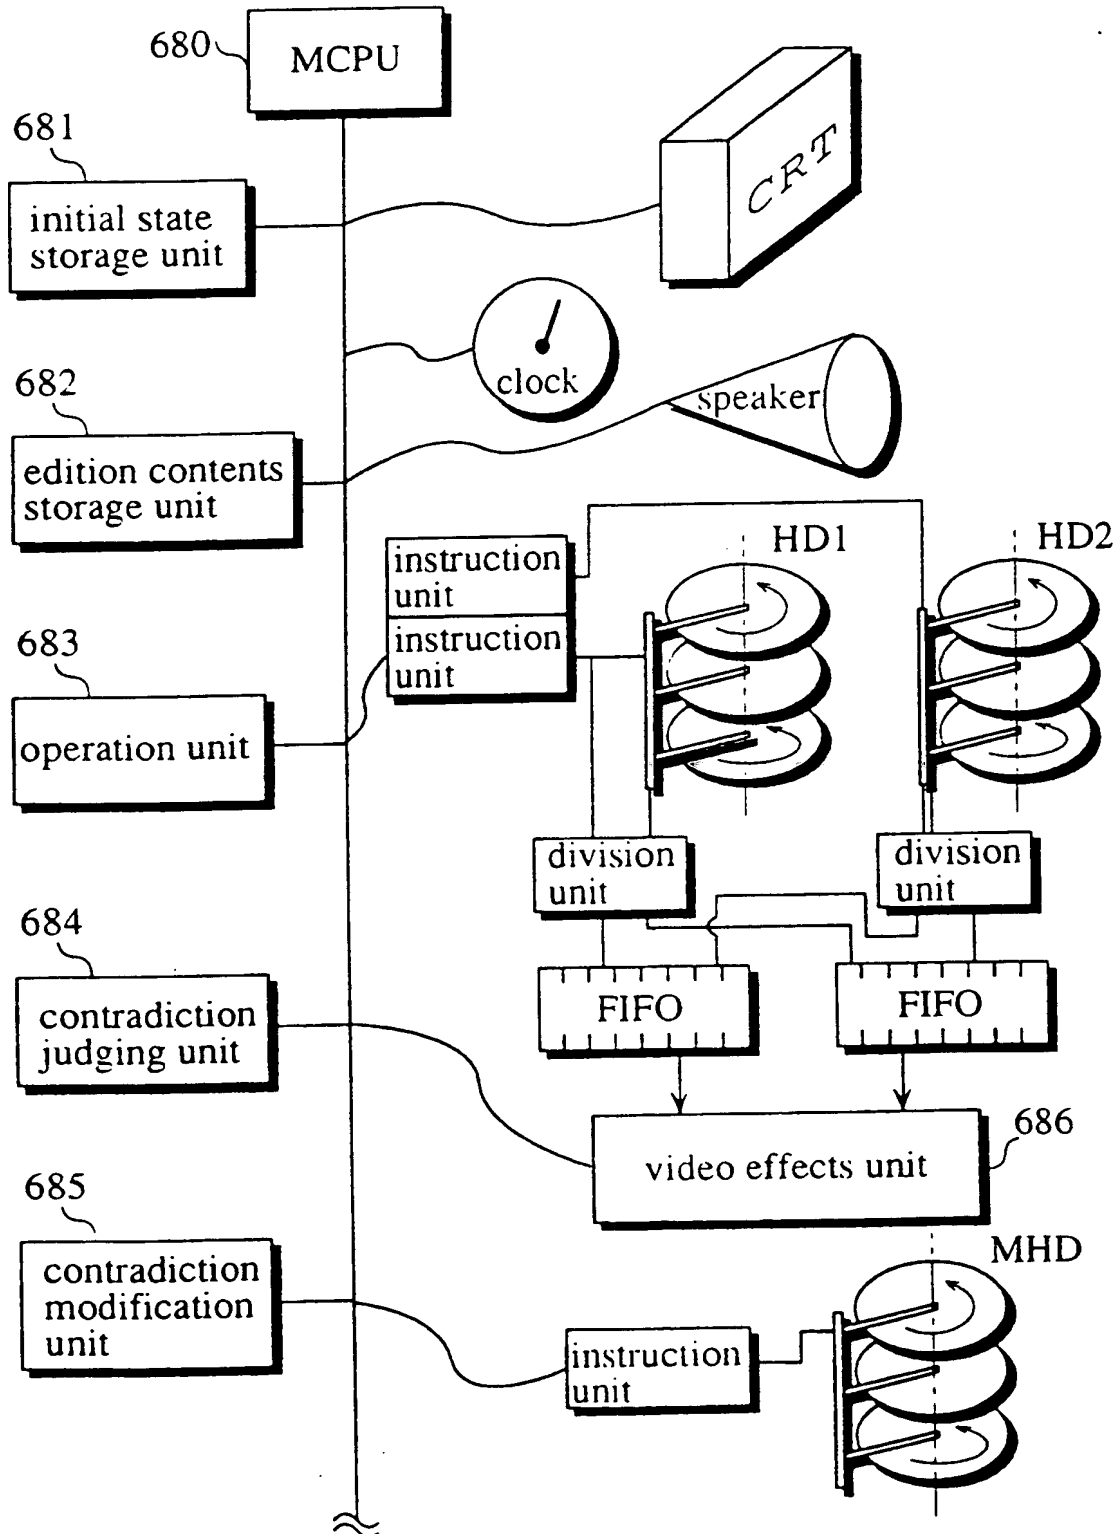 680
MCPU
681
initial state
storage unit
CRT
clock
682
edition contents
storage unit
speaker
HD1
HD2
instruction
unit
instruction
unit
683
operation unit
division
unit
division
unit
684
contradiction
judging unit
FIFO
FIFO
video effects unit
686
685
contradiction
modification
unit
MHD
instruction
unit